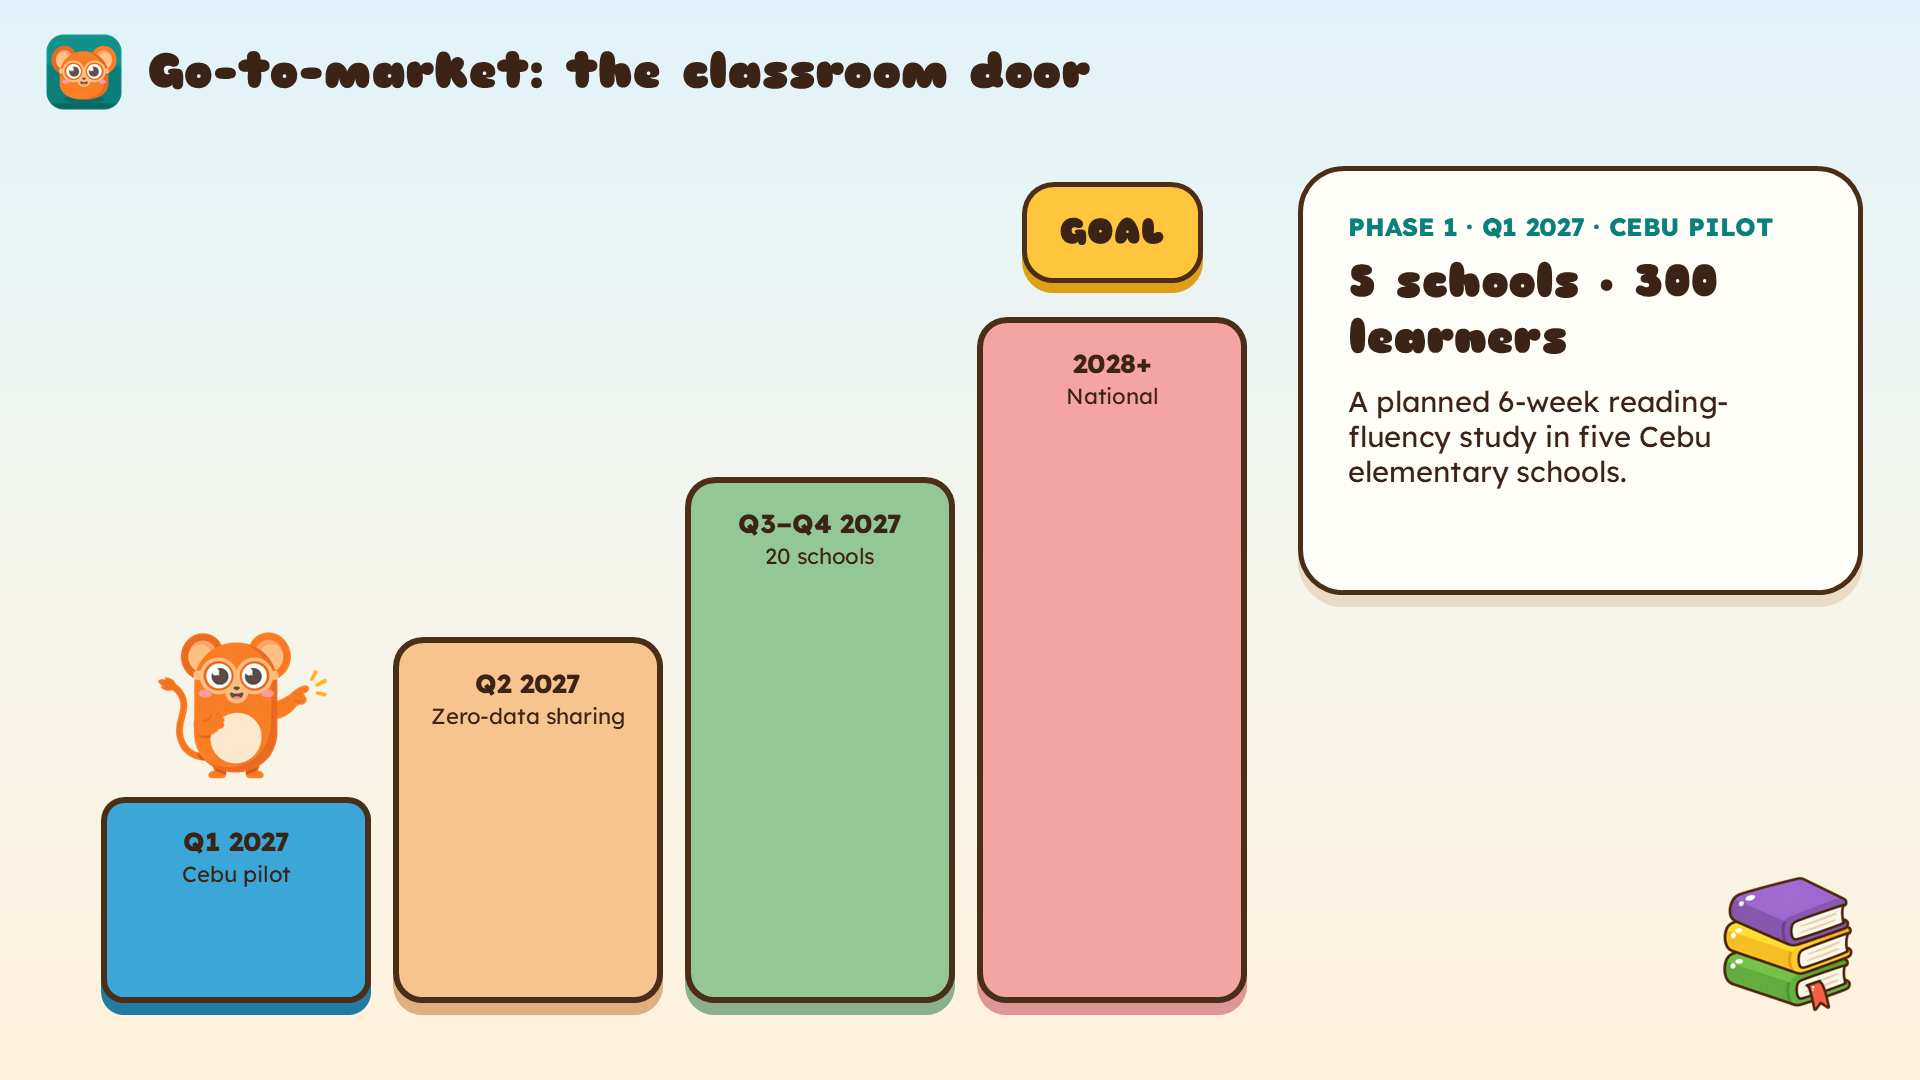 Go-to-market: the classroom door
GOAL
2028+
National
Q3–Q4 2027
20 schools
Q2 2027
Zero-data sharing
Q1 2027
Cebu pilot
PHASE 1 · Q1 2027 · CEBU PILOT
5 schools · 300
learners
A planned 6-week reading-
fluency study in five Cebu
elementary schools.